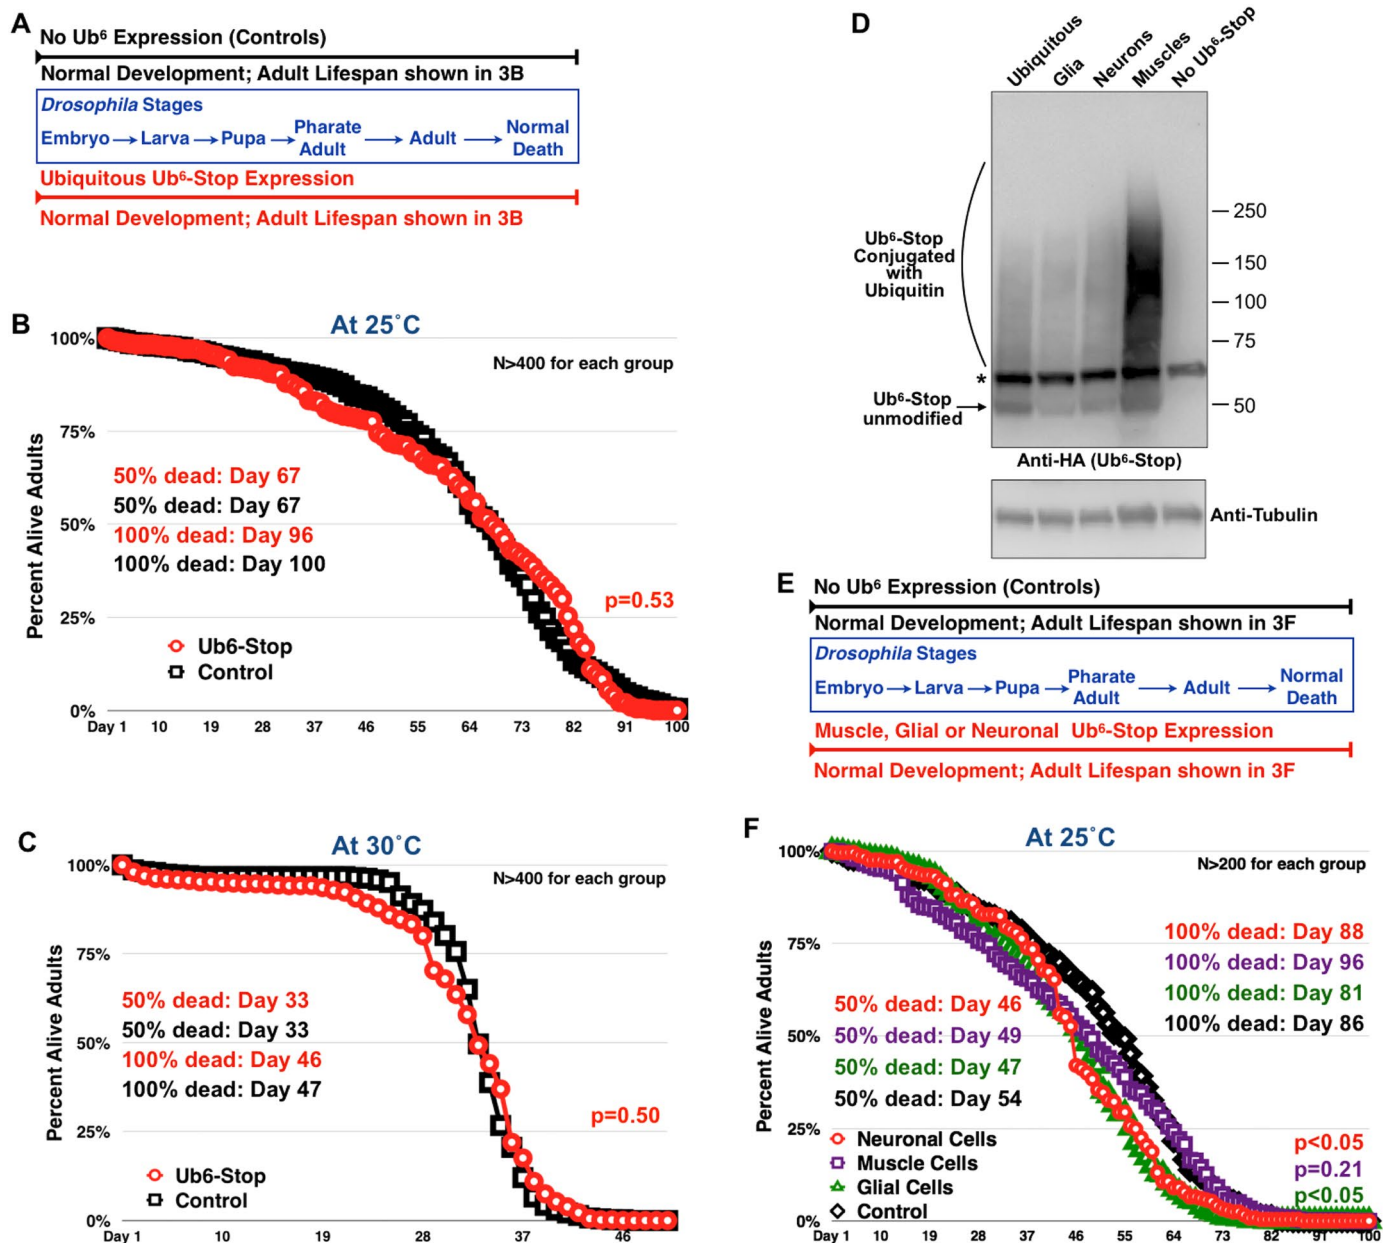 A
No Ub⁶ Expression (Controls)
Normal Development; Adult Lifespan shown in 3B
Drosophila Stages
Embryo → Larva → Pupa → Pharate Adult → Adult → Normal Death
Ubiquitous Ub⁶-Stop Expression
Normal Development; Adult Lifespan shown in 3B
B
At 25˚C
N>400 for each group
Percent Alive Adults
100%
75%
50%
25%
0%
50% dead: Day 67
50% dead: Day 67
100% dead: Day 96
100% dead: Day 100
p=0.53
Ub6-Stop
Control
Day 1 10 19 28 37 46 55 64 73 82 91 100
C
At 30˚C
N>400 for each group
Percent Alive Adults
100%
75%
50%
25%
0%
50% dead: Day 33
50% dead: Day 33
100% dead: Day 46
100% dead: Day 47
p=0.50
Ub6-Stop
Control
Day 1 10 19 28 37 46
D
Ubiquitous
Glia
Neurons
Muscles
No Ub⁶-Stop
Ub⁶-Stop
Conjugated
with
Ubiquitin
*
Ub⁶-Stop
unmodified
250
150
100
75
50
Anti-HA (Ub⁶-Stop)
Anti-Tubulin
E
No Ub⁶ Expression (Controls)
Normal Development; Adult Lifespan shown in 3F
Drosophila Stages
Embryo → Larva → Pupa → Pharate Adult → Adult → Normal Death
Muscle, Glial or Neuronal Ub⁶-Stop Expression
Normal Development; Adult Lifespan shown in 3F
F
At 25˚C
N>200 for each group
Percent Alive Adults
100%
75%
50%
25%
0%
100% dead: Day 88
100% dead: Day 96
100% dead: Day 81
100% dead: Day 86
50% dead: Day 46
50% dead: Day 49
50% dead: Day 47
50% dead: Day 54
Neuronal Cells
Muscle Cells
Glial Cells
Control
p<0.05
p=0.21
p<0.05
Day 1 10 19 28 37 46 55 64 73 82 91 100